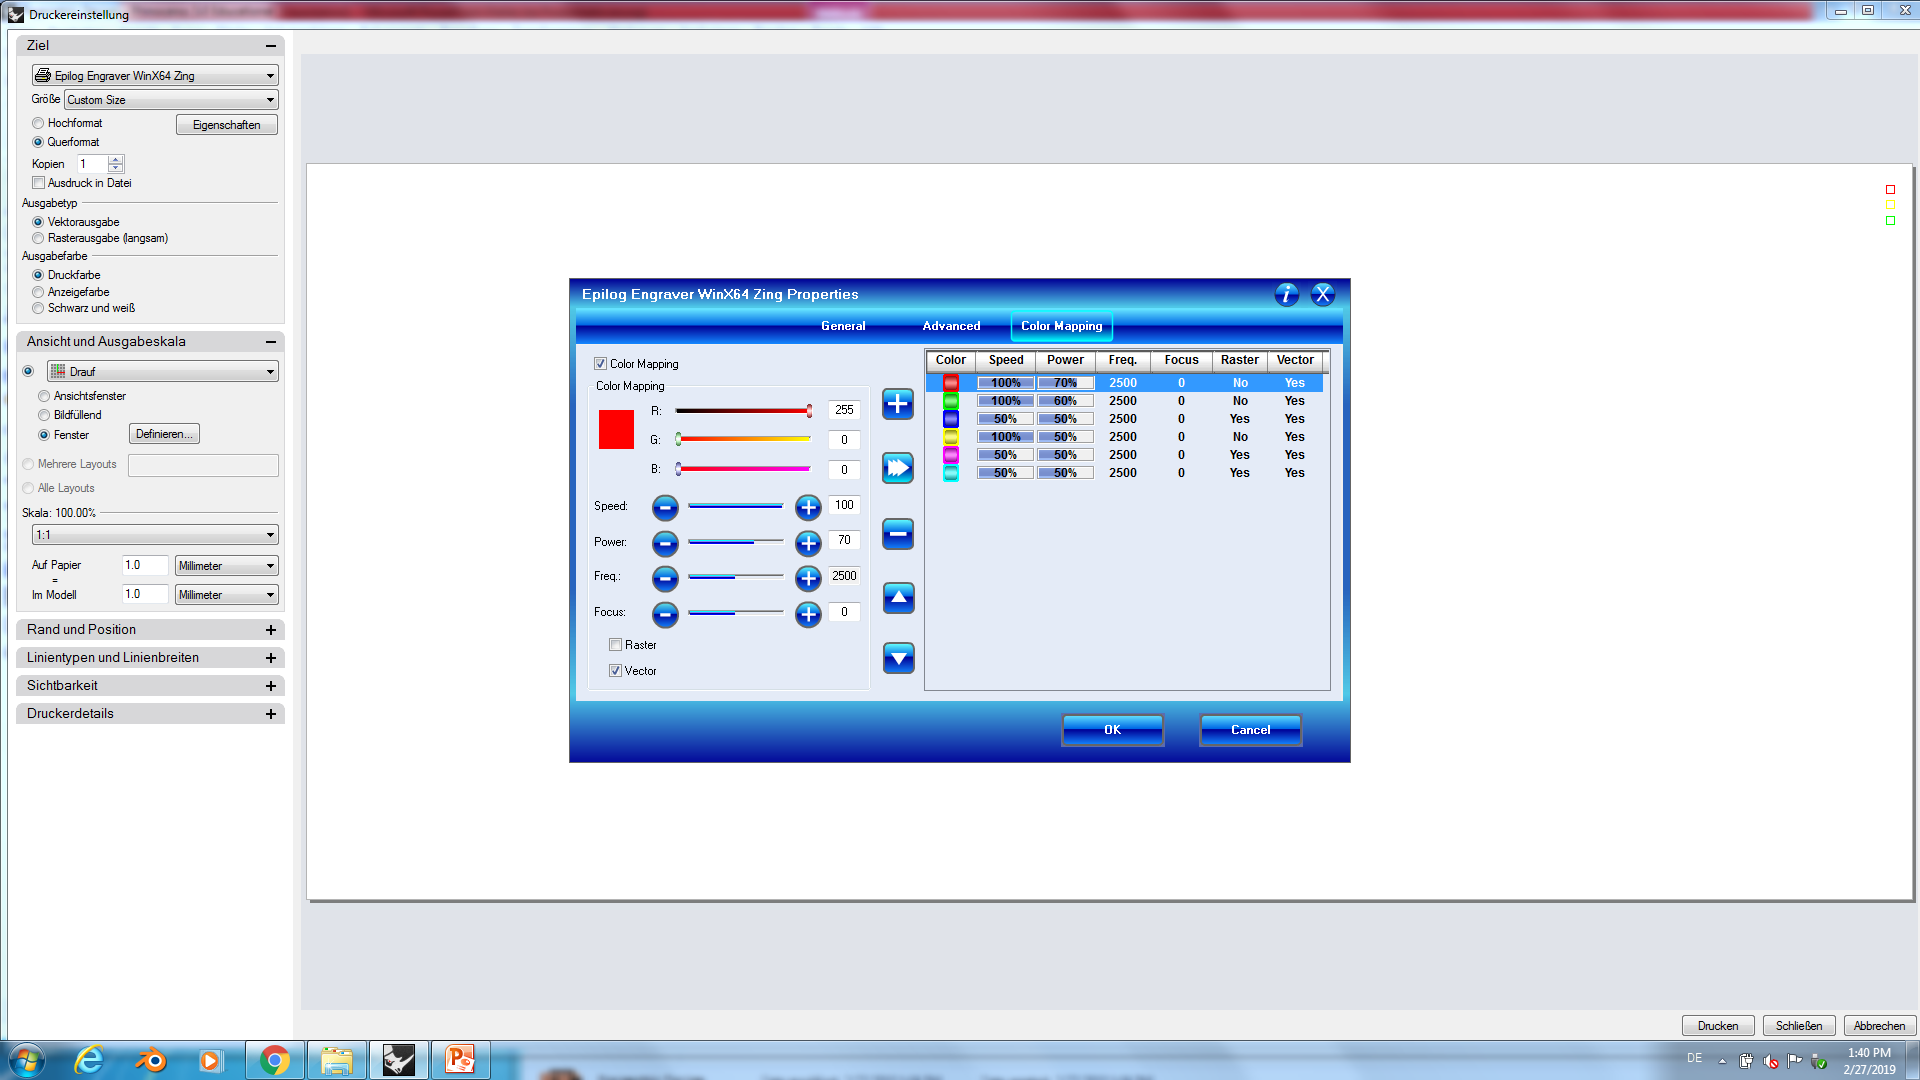 Druckereinstellung
Ziel
Epilog Engraver WinX64 Zing
Größe Custom Size
Hochformat
Eigenschaften
Querformat
Kopien 1
Ausdruck in Datei
Ausgabetyp
Vektorausgabe
Rasterausgabe (langsam)
Ausgabefarbe
Druckfarbe
Anzeigefarbe
Schwarz und weiß
Ansicht und Ausgabeskala
Drauf
Ansichtsfenster
Bildfüllend
Fenster Definieren...
Mehrere Layouts
Alle Layouts
Skala: 100.00%
1:1
Auf Papier 1.0 Millimeter
=
Im Modell 1.0 Millimeter
Rand und Position
Linientypen und Linienbreiten
Sichtbarkeit
Druckerdetails
Epilog Engraver WinX64 Zing Properties
General Advanced Color Mapping
Color Mapping
Color Mapping
R: 255
G: 0
B: 0
Speed: 100
Power: 70
Freq.: 2500
Focus: 0
Raster
Vector
Color Speed Power Freq. Focus Raster Vector
100% 70% 2500 0 No Yes
100% 60% 2500 0 No Yes
50% 50% 2500 0 Yes Yes
100% 50% 2500 0 No Yes
50% 50% 2500 0 Yes Yes
50% 50% 2500 0 Yes Yes
OK Cancel
Drucken Schließen Abbrechen
DE
1:40 PM
2/27/2019